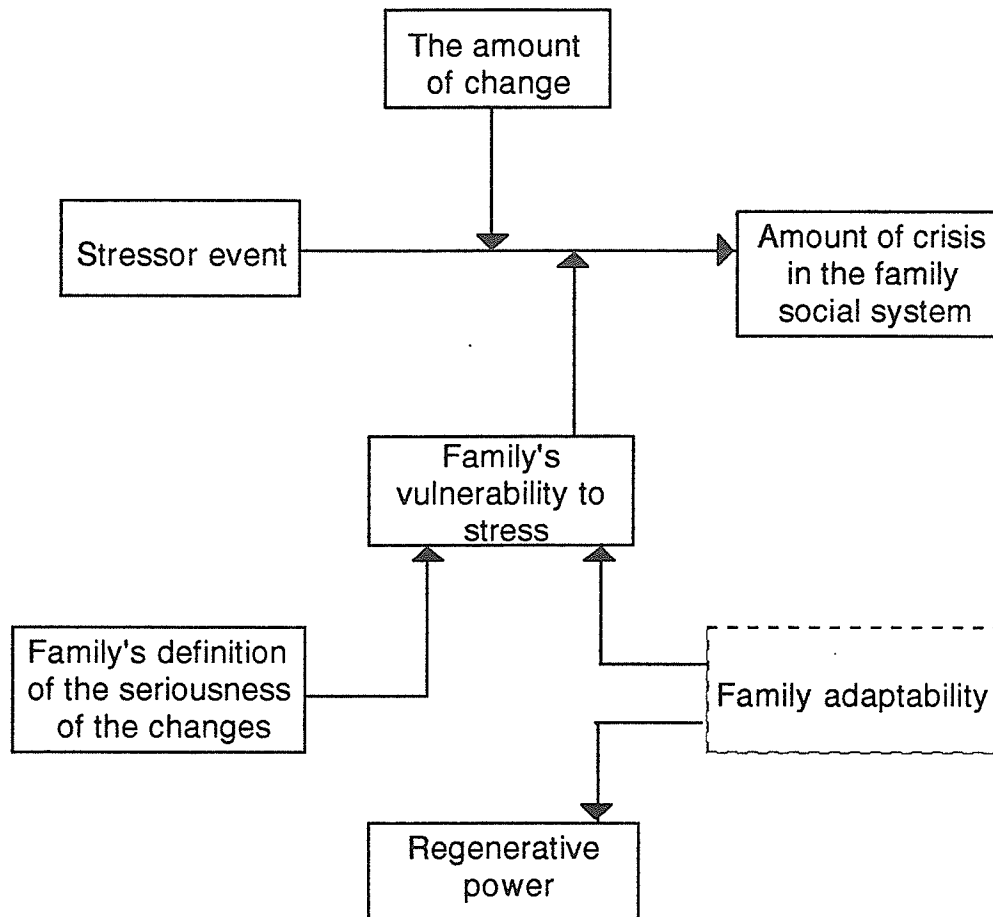 The amount
of change
Stressor event
Amount of crisis
in the family
social system
Family's
vulnerability to
stress
Family's definition
of the seriousness
of the changes
Family adaptability
Regenerative
power